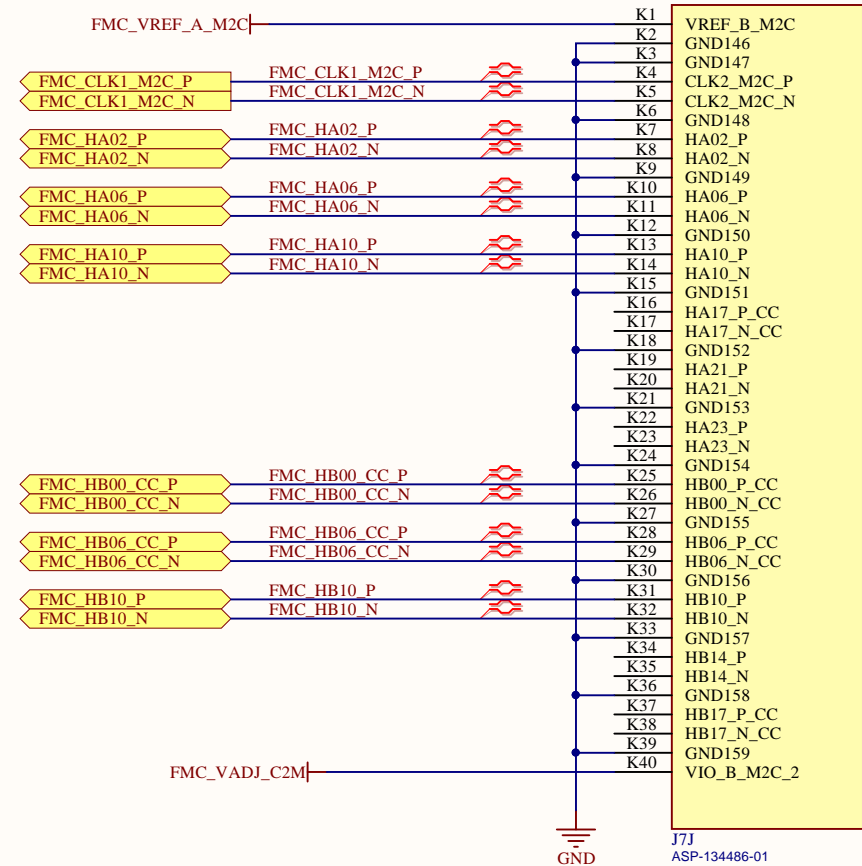 FMC_VREF_A_M2C K1 VREF_B_M2C
K2 GND146
K3 GND147
FMC_CLK1_M2C_P FMC_CLK1_M2C_P K4 CLK2_M2C_P
FMC_CLK1_M2C_N FMC_CLK1_M2C_N K5 CLK2_M2C_N
K6 GND148
FMC_HA02_P FMC_HA02_P K7 HA02_P
FMC_HA02_N FMC_HA02_N K8 HA02_N
K9 GND149
FMC_HA06_P FMC_HA06_P K10 HA06_P
FMC_HA06_N FMC_HA06_N K11 HA06_N
K12 GND150
FMC_HA10_P FMC_HA10_P K13 HA10_P
FMC_HA10_N FMC_HA10_N K14 HA10_N
K15 GND151
K16 HA17_P_CC
K17 HA17_N_CC
K18 GND152
K19 HA21_P
K20 HA21_N
K21 GND153
K22 HA23_P
K23 HA23_N
K24 GND154
FMC_HB00_CC_P FMC_HB00_CC_P K25 HB00_P_CC
FMC_HB00_CC_N FMC_HB00_CC_N K26 HB00_N_CC
K27 GND155
FMC_HB06_CC_P FMC_HB06_CC_P K28 HB06_P_CC
FMC_HB06_CC_N FMC_HB06_CC_N K29 HB06_N_CC
K30 GND156
FMC_HB10_P FMC_HB10_P K31 HB10_P
FMC_HB10_N FMC_HB10_N K32 HB10_N
K33 GND157
K34 HB14_P
K35 HB14_N
K36 GND158
K37 HB17_P_CC
K38 HB17_N_CC
K39 GND159
FMC_VADJ_C2M K40 VIO_B_M2C_2
J7J
GND ASP-134486-01